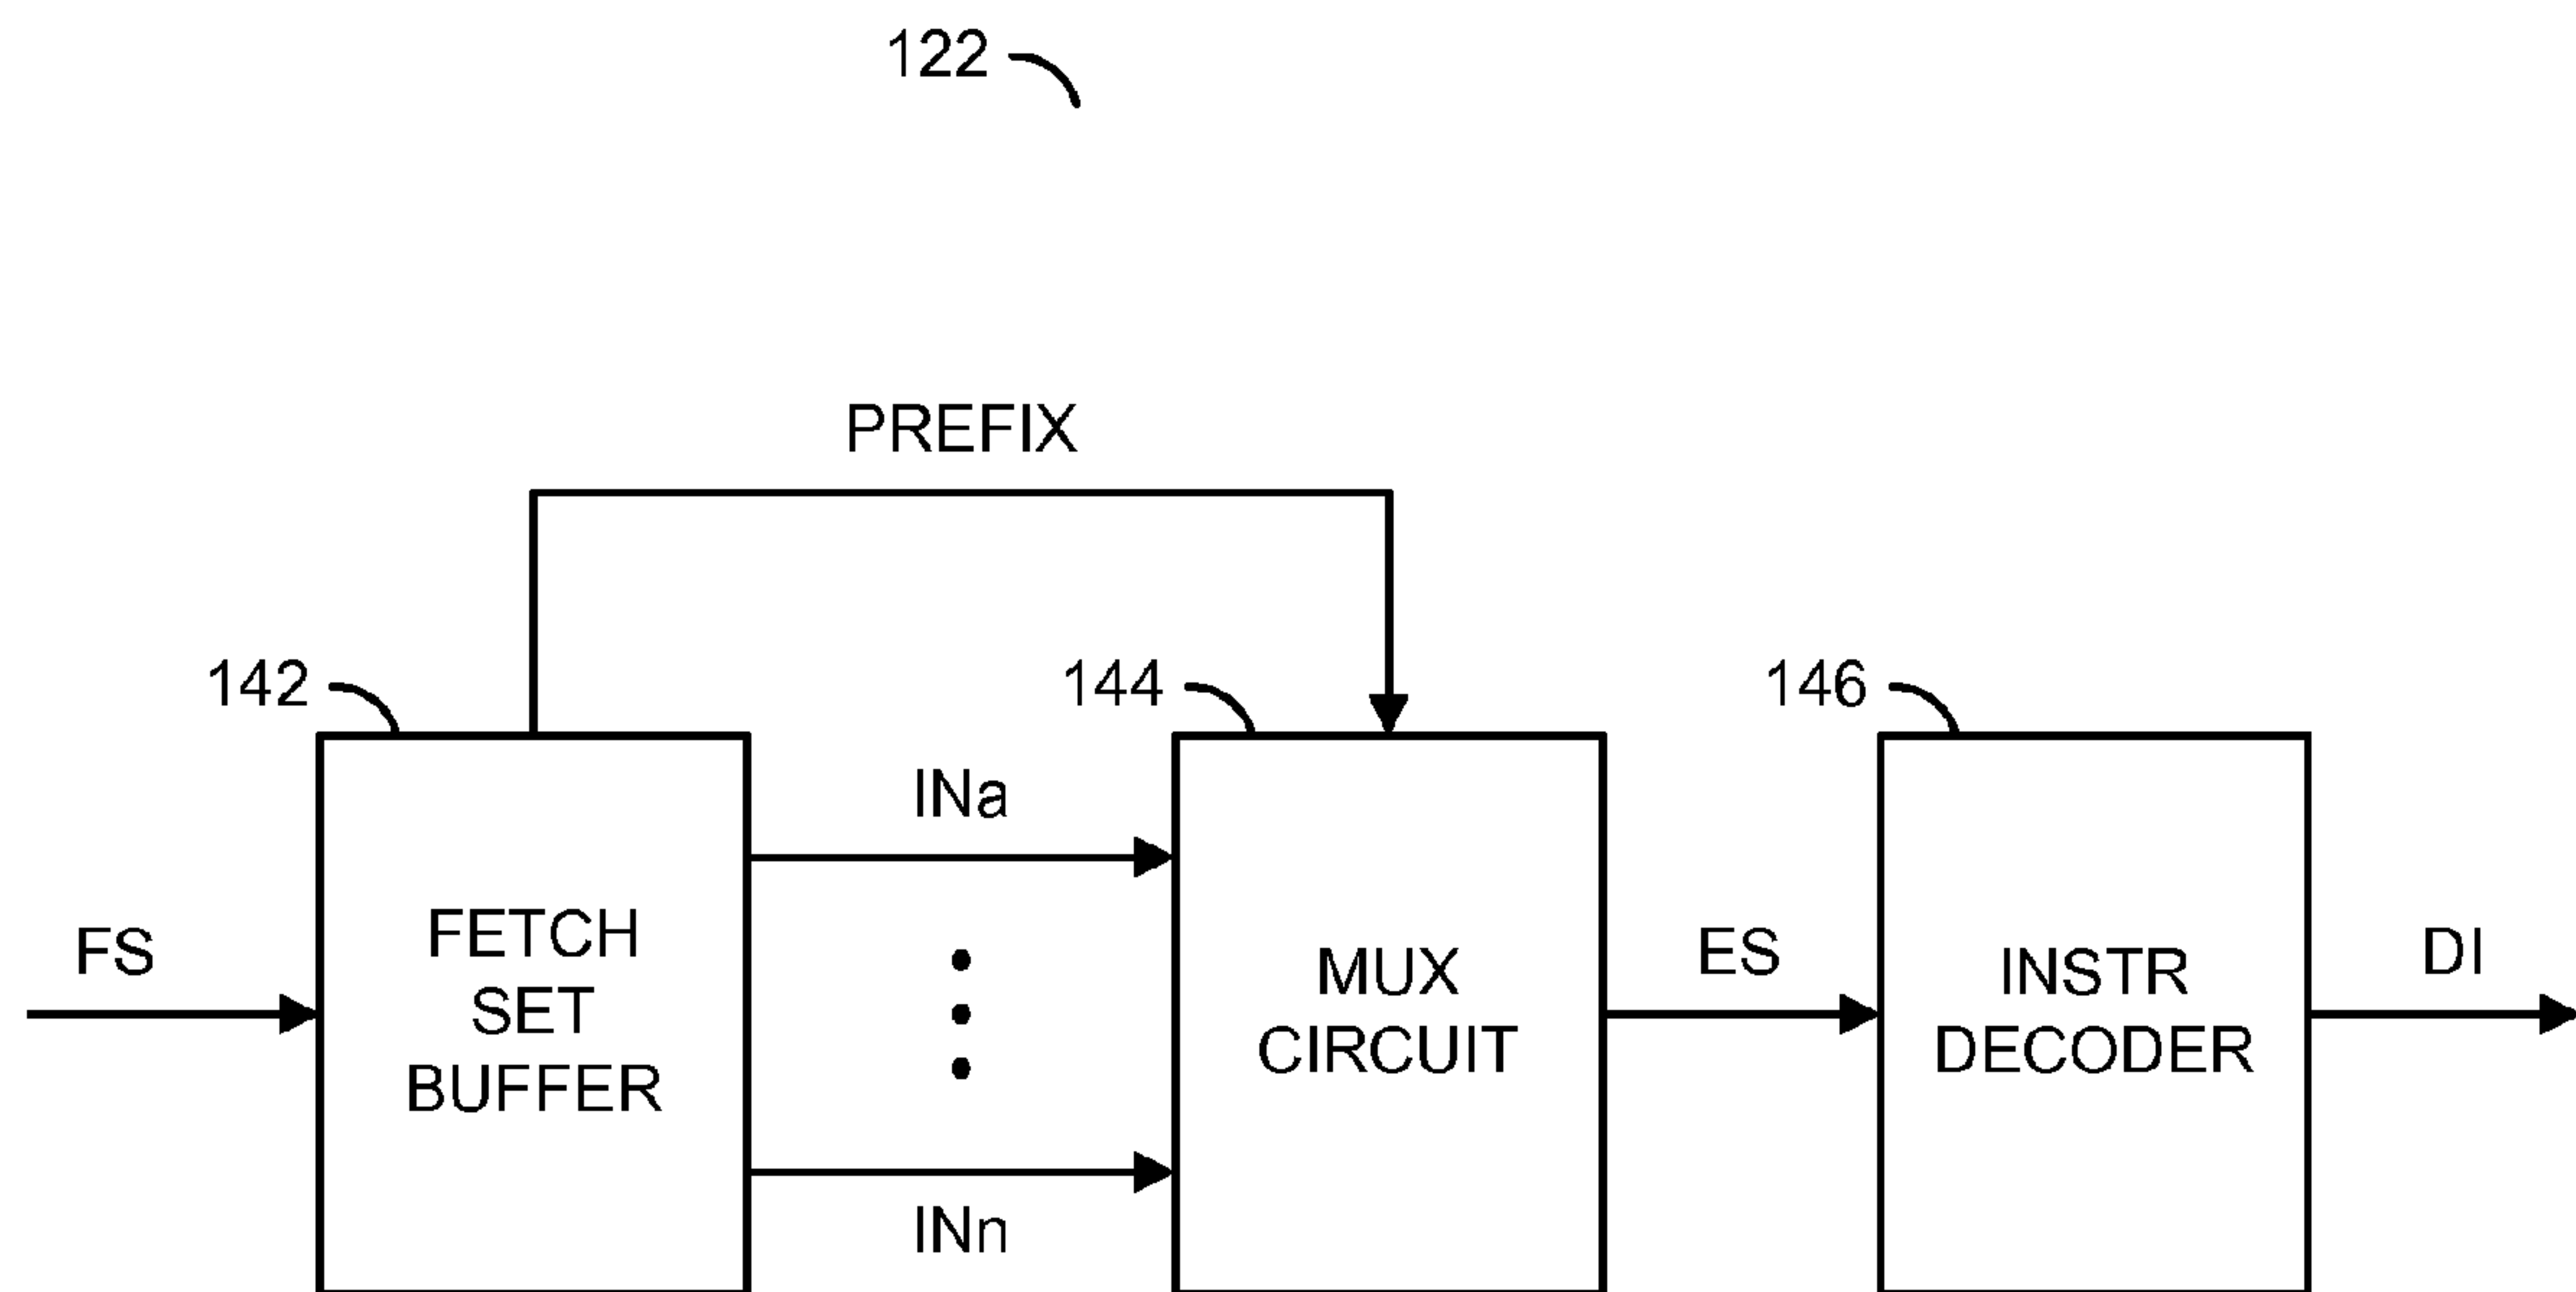 122
PREFIX
142
144
146
INa
FS
FETCH
SET
BUFFER
MUX
CIRCUIT
ES
INSTR
DECODER
DI
INn